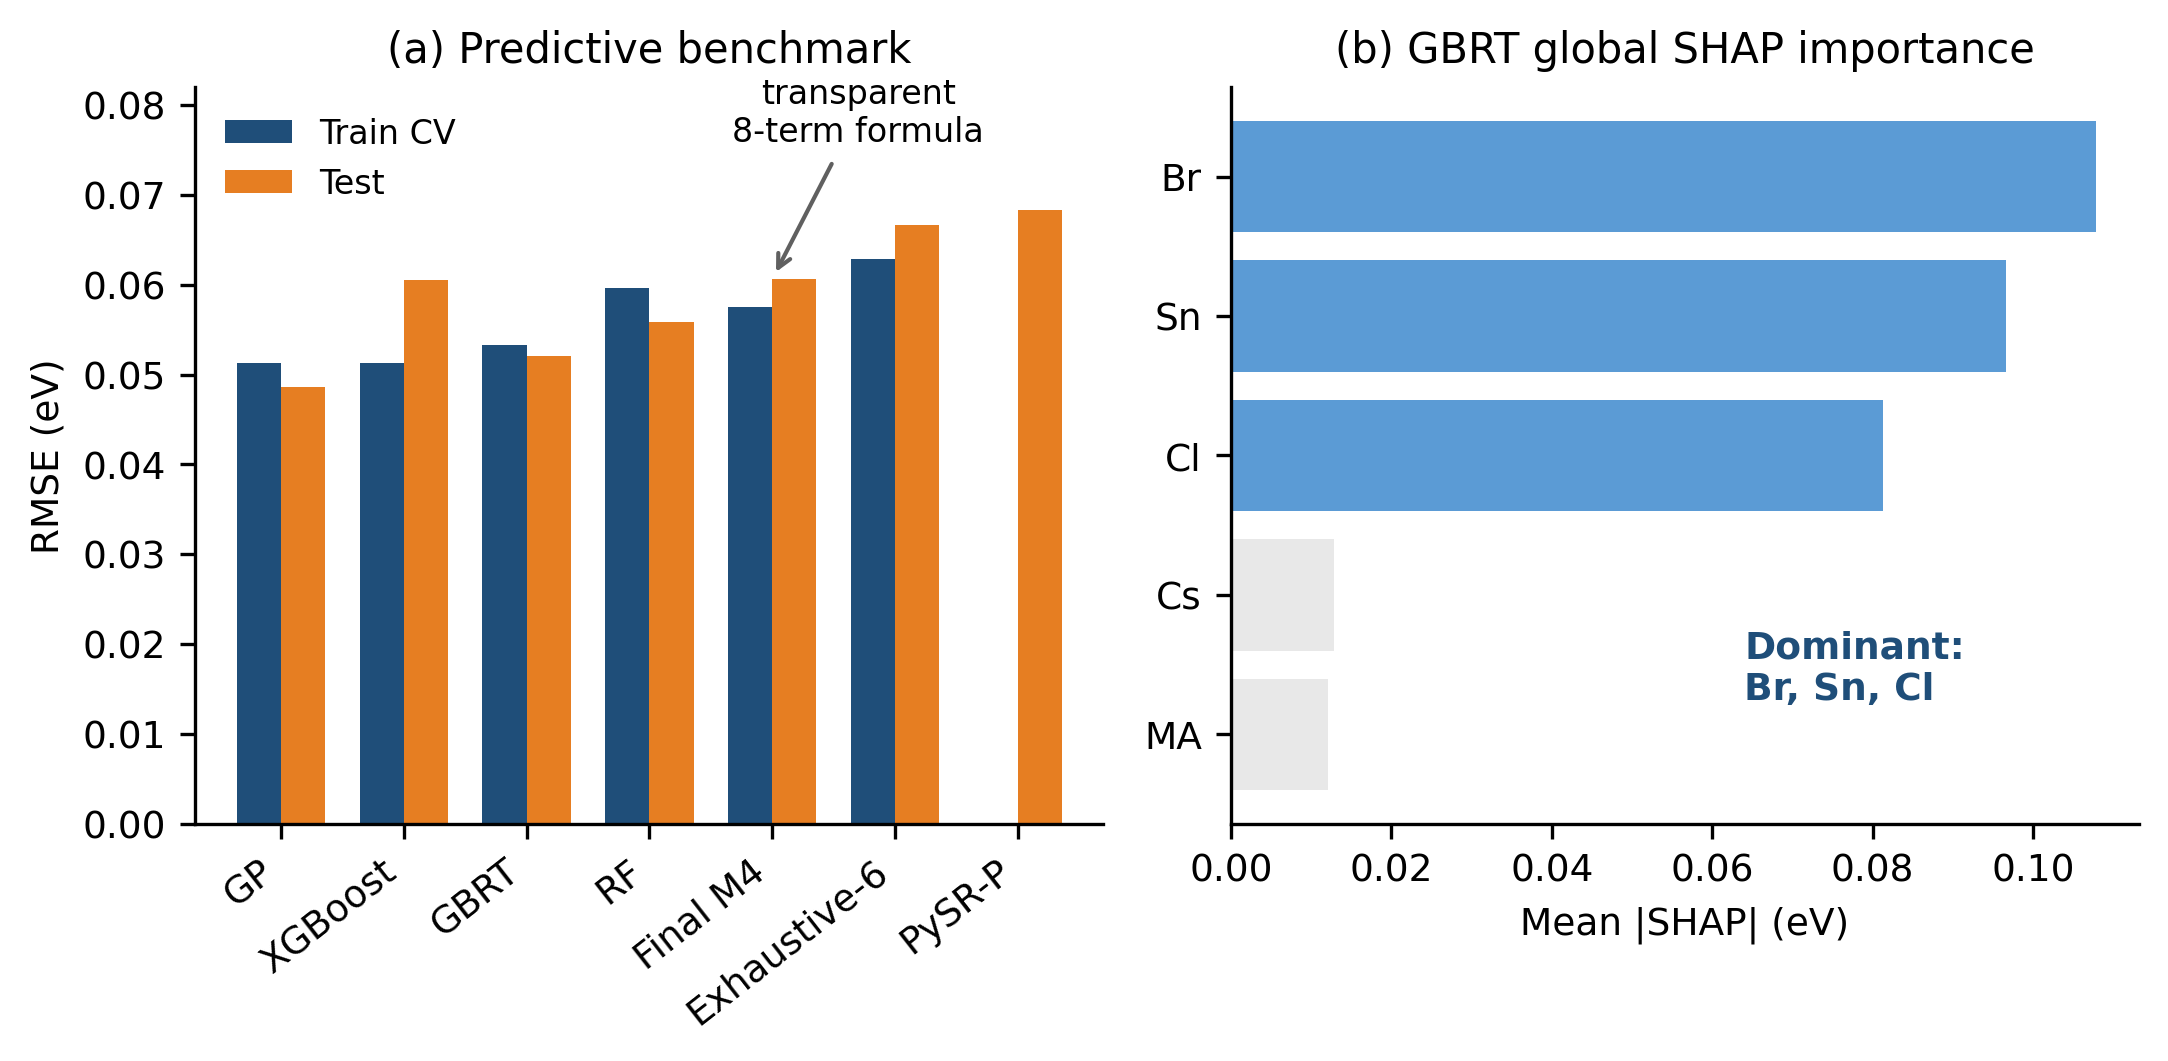 (a) Predictive benchmark
transparent
8-term formula
Train CV
Test
0.08
0.07
0.06
0.05
0.04
0.03
0.02
0.01
0.00
RMSE (eV)
GP
XGBoost
GBRT
RF
Final M4
Exhaustive-6
PySR-P
(b) GBRT global SHAP importance
Br
Sn
Cl
Cs
MA
Dominant:
Br, Sn, Cl
0.00
0.02
0.04
0.06
0.08
0.10
Mean |SHAP| (eV)